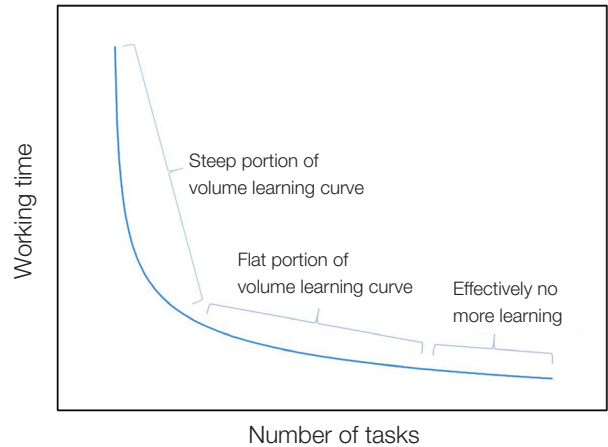 Working time
Steep portion of
volume learning curve
Flat portion of
volume learning curve
Effectively no
more learning
Number of tasks